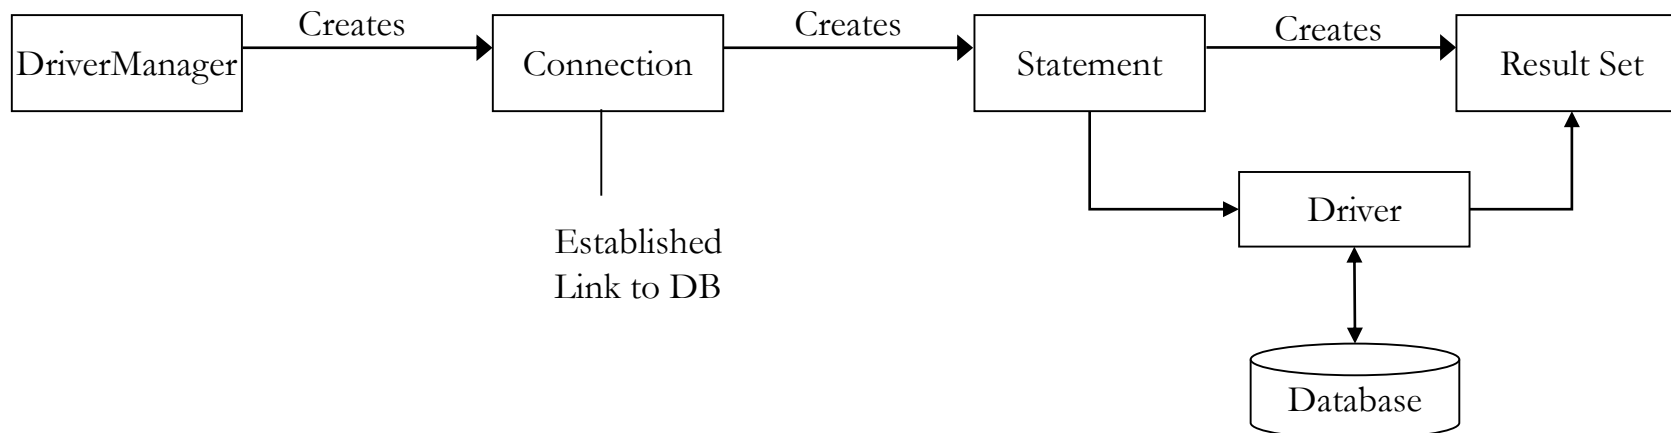 Creates
Creates
Creates
DriverManager
Connection
Statement
Result Set
Driver
Established
Link to DB
Database